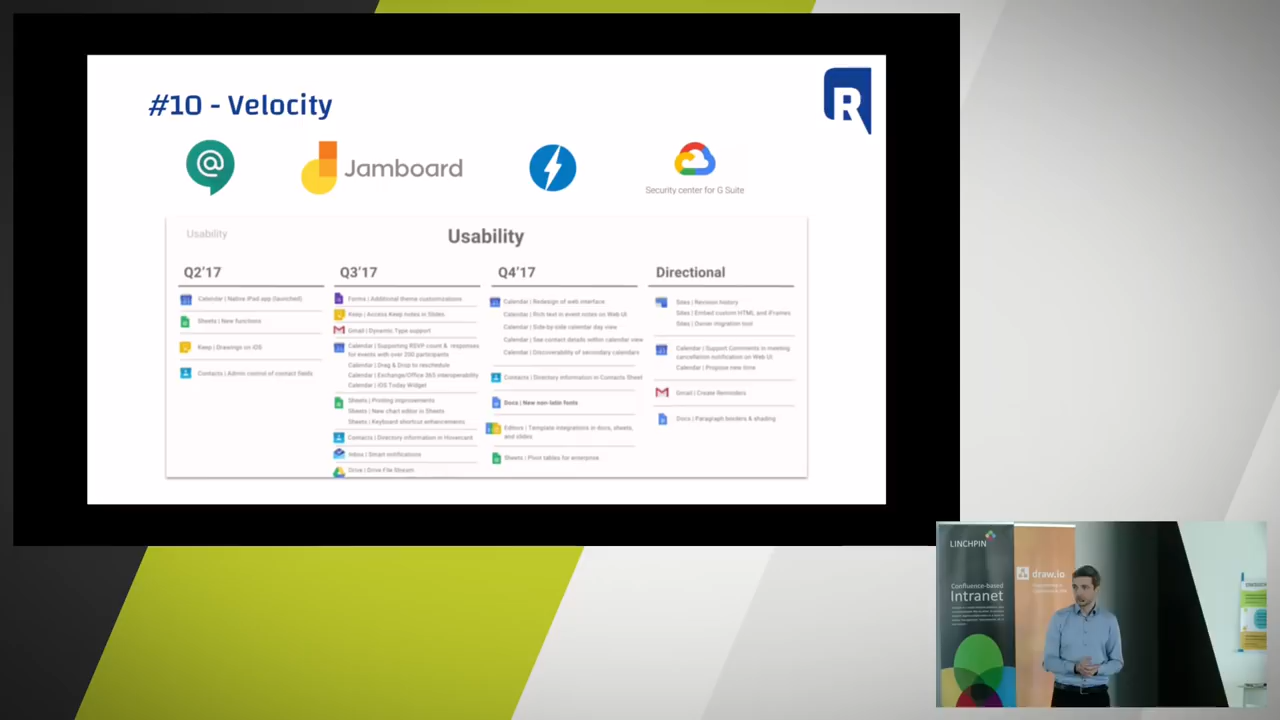 #10 - Velocity
R
Jamboard
Security center for G Suite
Usability
Usability
Q2'17
Calendar | Native iPad app (launched)
Sheets | New functions
Keep | Drawings on iOS
Contacts | Admin control of contact fields
Q3'17
Forms | Additional theme customizations
Keep | Access Keep notes in Slides
Gmail | Dynamic Type support
Calendar | Supporting RSVP count & responses
for events with over 200 participants
Calendar | Drag & Drop to reschedule
Calendar | Exchange/Office 365 interoperability
Calendar | iOS Today Widget
Sheets | Printing improvements
Sheets | New chart editor in Sheets
Sheets | Keyboard shortcut enhancements
Contacts | Directory information in Hovercard
Inbox | Smart notifications
Drive | Drive File Stream
Q4'17
Calendar | Redesign of web interface
Calendar | Rich text in event notes on Web UI
Calendar | Side-by-side calendar day view
Calendar | See contact details within calendar view
Calendar | Discoverability of secondary calendars
Contacts | Directory information in Contacts Sheet
Docs | New non-latin fonts
Editors | Template integrations in docs, sheets,
and slides
Sheets | Pivot tables for enterprise
Directional
Sites | Revision history
Sites | Embed custom HTML and iFrames
Sites | Owner migration tool
Calendar | Support Comments in meeting
cancellation notification on Web UI
Calendar | Propose new time
Gmail | Create Reminders
Docs | Paragraph borders & shading
LINCHPIN
Confluence-based
Intranet
draw.io